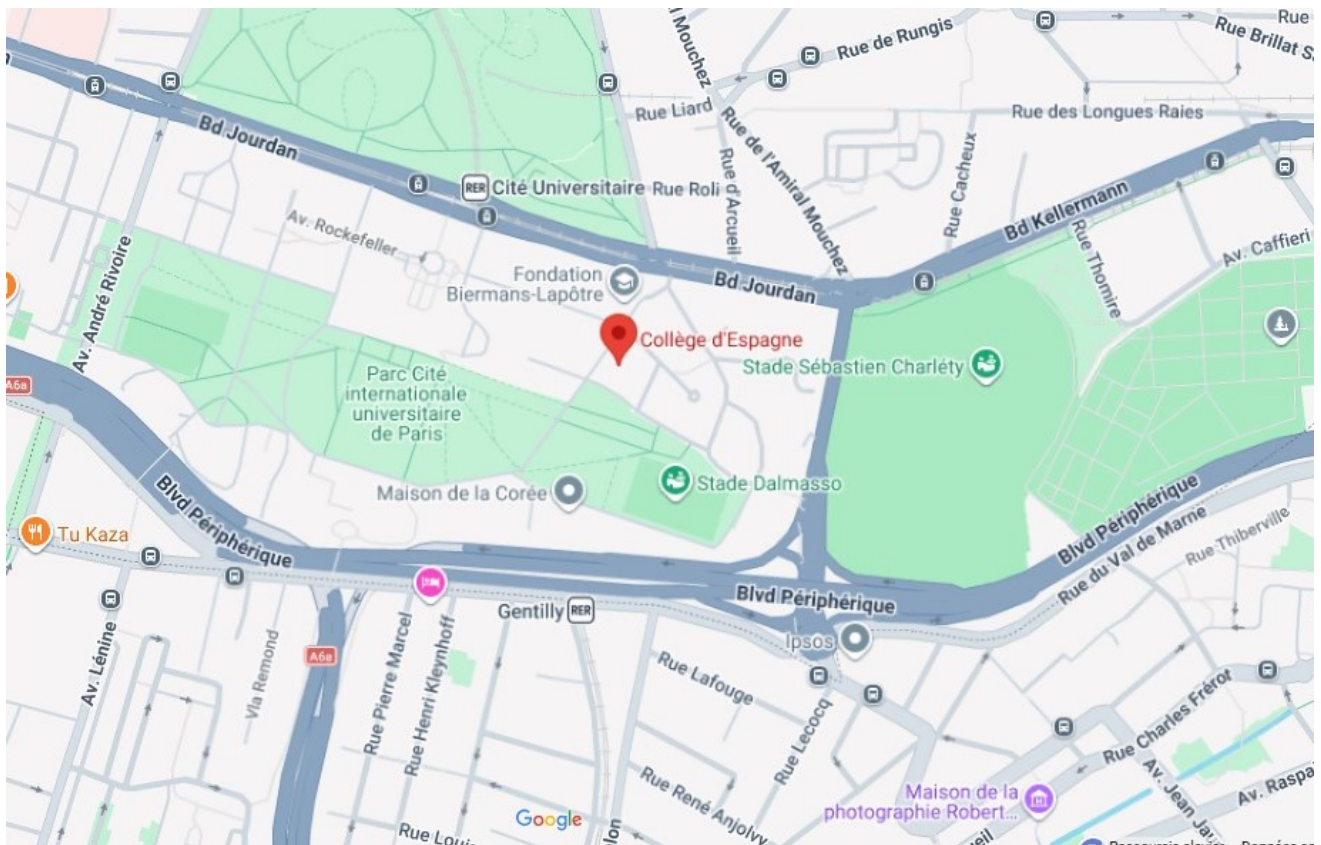 Rue
Rue de Rungis
Rue Brillat S
l Mouchez
Rue Liard
Rue des Longues Raies
Bd Jourdan
Rue de l'Amiral Mouchez
Rue d'Arcueil
Rue Cacheux
RER Cité Universitaire
Rue Roli
Bd Kellermann
Av. Rockefeller
Rue Thomire
Av. Caffieri
Fondation
Biermans-Lapôtre
Bd Jourdan
Av. André Rivoire
Collège d'Espagne
Stade Sébastien Charléty
A6a
Parc Cité
internationale
universitaire
de Paris
Maison de la Corée
Stade Dalmasso
Blvd Périphérique
Blvd Périphérique
Tu Kaza
Rue du Val de Marne
Rue Thiberville
Blvd Périphérique
Gentilly RER
Ipsos
Av. Lénine
Vla Remond
A6a
Rue Pierre Marcel
Rue Henri Kleynhoff
Rue Lafouge
Rue Lecocq
Rue Charles Frérot
Av. Jean Jau
Av. Raspa
Rue René Anjolvy
Maison de la
photographie Robert...
Google
Rue Loui
lon
eil